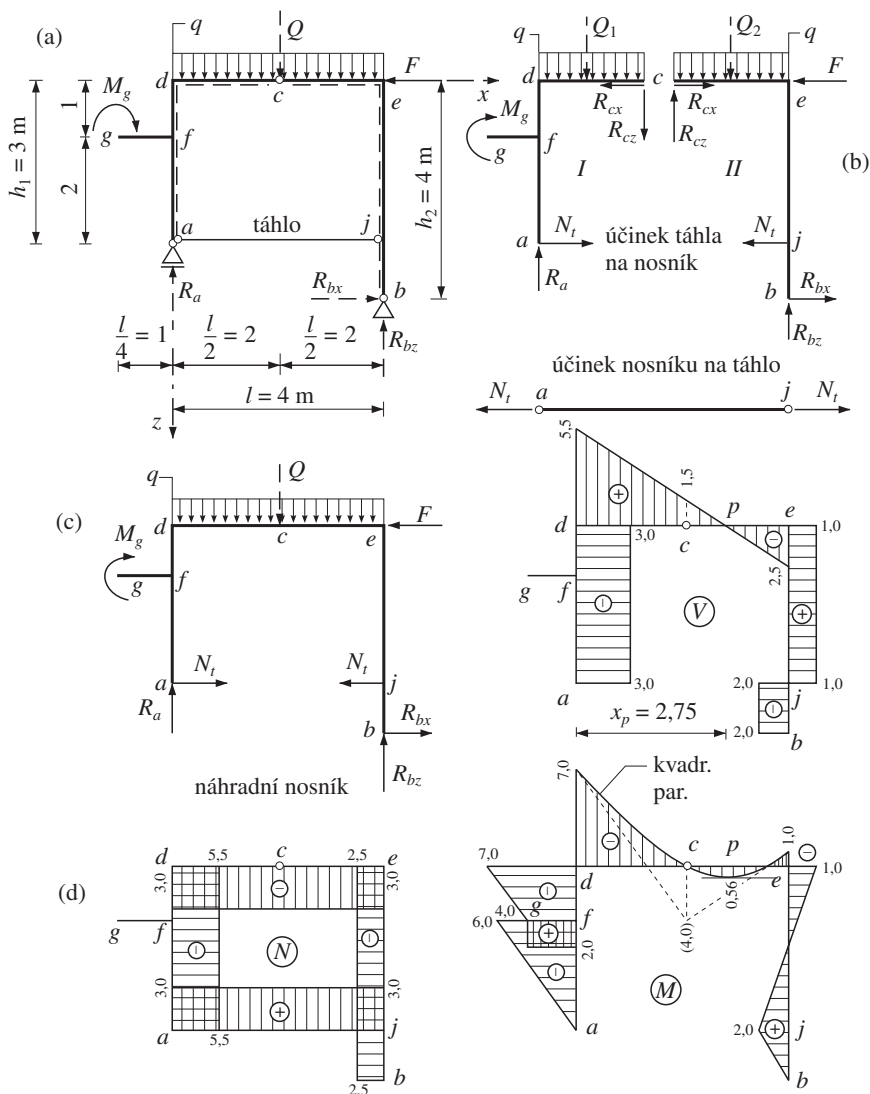 (a)
q
Q
d
c
F
x
e
M_g
1
g
f
h_1 = 3 m
2
h_2 = 4 m
a
táhlo
j
R_a
R_bx
b
R_bz
l/4 = 1
l/2 = 2
l/2 = 2
l = 4 m
z
q
Q_1
Q_2
q
d
c
F
R_cx
R_cx
e
M_g
R_cz
R_cz
g
f
I
II
(b)
a
N_t
účinek táhla
na nosník
N_t
j
R_a
b
R_bx
R_bz
účinek nosníku na táhlo
N_t
a
j
N_t
(c)
q
Q
d
c
e
F
M_g
g
f
a
N_t
N_t
j
R_a
b
R_bx
R_bz
náhradní nosník
5,5
+
1,5
p
e
d
3,0
c
−
1,0
2,5
g
f
−
V
+
a
3,0
2,0
j
1,0
−
2,0
b
x_p = 2,75
(d)
d
5,5
c
2,5
e
3,0
−
3,0
g
f
−
N
−
3,0
3,0
+
a
5,5
j
2,5
b
7,0
kvadr.
par.
−
c
p
1,0
−
7,0
d
0,56
e
1,0
−
4,0
g
f
6,0
+
2,0
(4,0)
−
M
a
2,0
+
j
b